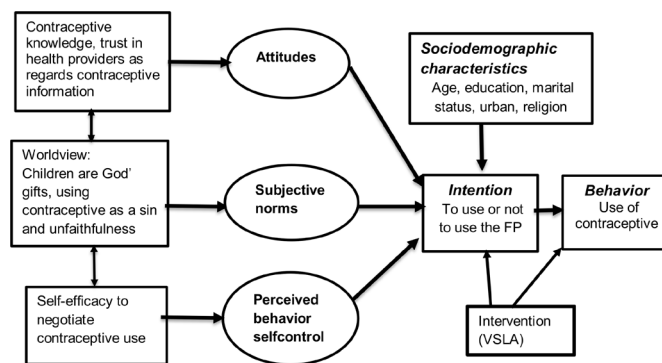 Contraceptive
knowledge, trust in
health providers as
regards contraceptive
information
Attitudes
Sociodemographic
characteristics
Age, education, marital
status, urban, religion
Worldview:
Children are God'
gifts, using
contraceptive as a sin
and unfaithfulness
Subjective
norms
Intention
To use or not
to use the FP
Behavior
Use of
contraceptive
Self-efficacy to
negotiate
contraceptive use
Perceived
behavior
selfcontrol
Intervention
(VSLA)